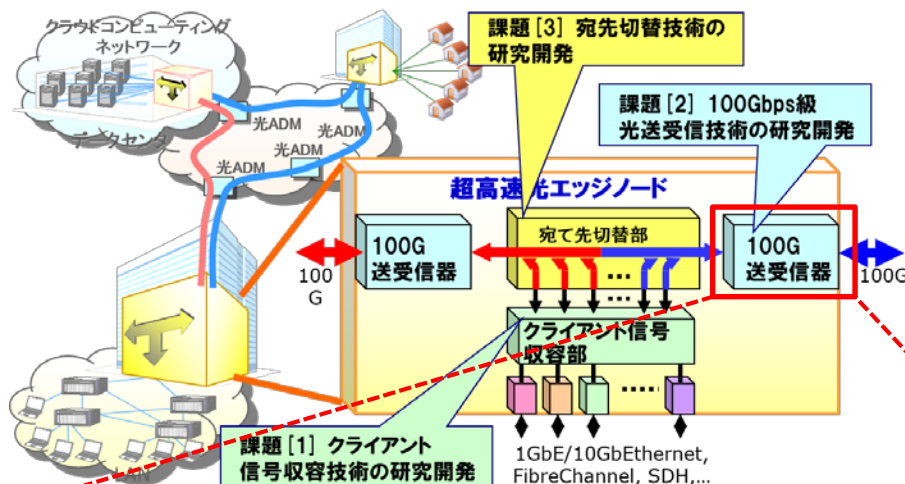 クラウドコンピューティング
ネットワーク
データセンタ
光ADM
光ADM
光ADM
光ADM
課題[3] 宛先切替技術の
研究開発
課題[2] 100Gbps級
光送受信技術の研究開発
超高速光エッジノード
100G
送受信器
宛て先切替部
100G
送受信器
100
G
100G
...
...
クライアント信号
収容部
.....
課題[1] クライアント
信号収容技術の研究開発
1GbE/10GbEthernet,
FibreChannel, SDH,...
LAN